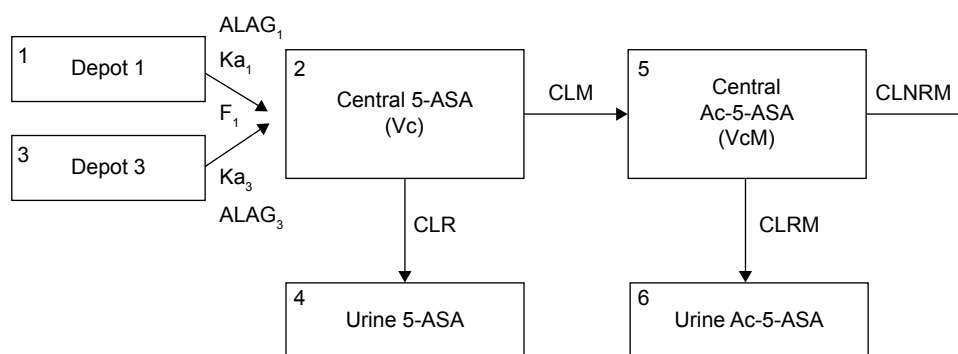 ALAG1
1
Depot 1
Ka1
F1
3
Depot 3
Ka3
ALAG3
2
Central 5-ASA
(Vc)
CLM
5
Central
Ac-5-ASA
(VcM)
CLNRM
CLR
CLRM
4
Urine 5-ASA
6
Urine Ac-5-ASA